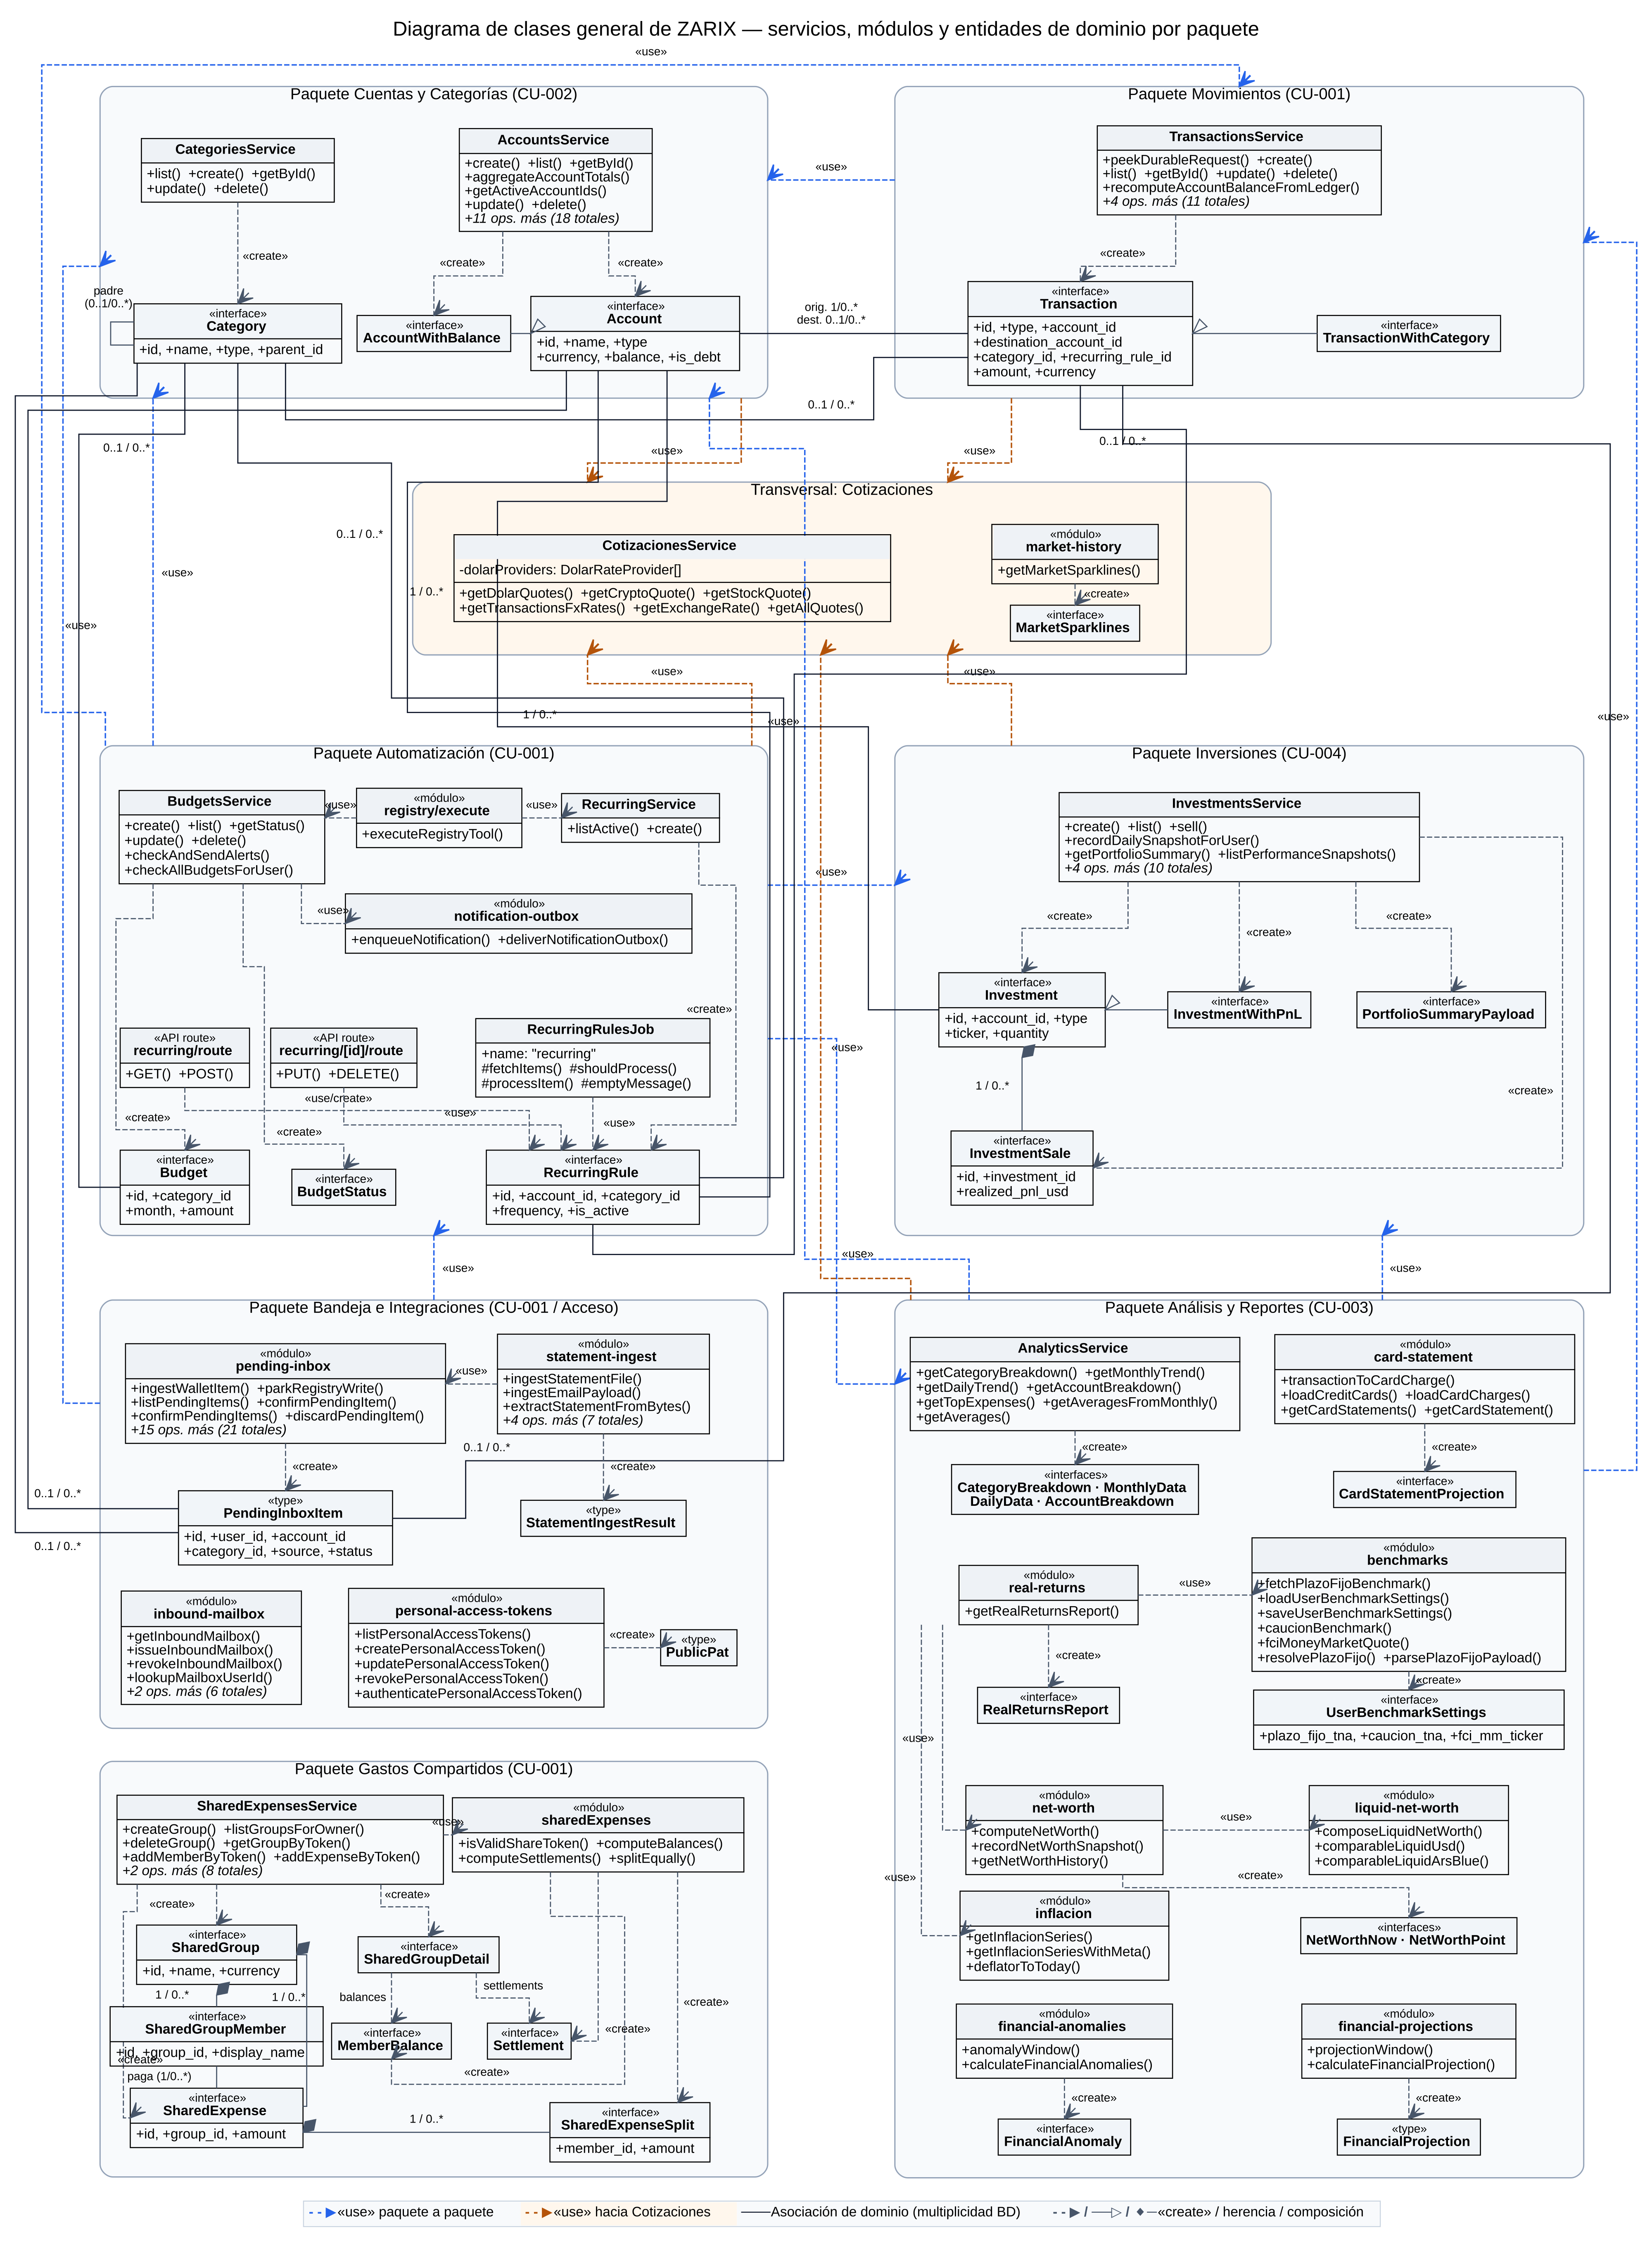 Diagrama de clases general de ZARIX — servicios, módulos y entidades de dominio por paquete
«use»
Paquete Cuentas y Categorías (CU-002)
CategoriesService
+list()  +create()  +getById()
+update()  +delete()
AccountsService
+create()  +list()  +getById()
+aggregateAccountTotals()
+getActiveAccountIds()
+update()  +delete()
+11 ops. más (18 totales)
«create»
«create»
«create»
padre
(0..1/0..*)
«interface»
Category
+id, +name, +type, +parent_id
«interface»
AccountWithBalance
«interface»
Account
+id, +name, +type
+currency, +balance, +is_debt
«use»
orig. 1/0..*
dest. 0..1/0..*
Paquete Movimientos (CU-001)
TransactionsService
+peekDurableRequest()  +create()
+list()  +getById()  +update()  +delete()
+recomputeAccountBalanceFromLedger()
+4 ops. más (11 totales)
«create»
«interface»
Transaction
+id, +type, +account_id
+destination_account_id
+category_id, +recurring_rule_id
+amount, +currency
«interface»
TransactionWithCategory
0..1 / 0..*
0..1 / 0..*
0..1 / 0..*
«use»
«use»
Transversal: Cotizaciones
CotizacionesService
-dolarProviders: DolarRateProvider[]
+getDolarQuotes()  +getCryptoQuote()  +getStockQuote()
+getTransactionsFxRates()  +getExchangeRate()  +getAllQuotes()
«módulo»
market-history
+getMarketSparklines()
«create»
«interface»
MarketSparklines
0..1 / 0..*
1 / 0..*
«use»
«use»
«use»
«use»
1 / 0..*
«use»
«use»
Paquete Automatización (CU-001)
BudgetsService
+create()  +list()  +getStatus()
+update()  +delete()
+checkAndSendAlerts()
+checkAllBudgetsForUser()
«use»
«módulo»
registry/execute
+executeRegistryTool()
«use»
RecurringService
+listActive()  +create()
«use»
«módulo»
notification-outbox
+enqueueNotification()  +deliverNotificationOutbox()
«create»
«API route»
recurring/route
+GET()  +POST()
«API route»
recurring/[id]/route
+PUT()  +DELETE()
RecurringRulesJob
+name: "recurring"
#fetchItems()  #shouldProcess()
#processItem()  #emptyMessage()
«use/create»
«use»
«use»
«create»
«create»
«interface»
Budget
+id, +category_id
+month, +amount
«interface»
BudgetStatus
«interface»
RecurringRule
+id, +account_id, +category_id
+frequency, +is_active
«use»
«use»
«use»
Paquete Inversiones (CU-004)
InvestmentsService
+create()  +list()  +sell()
+recordDailySnapshotForUser()
+getPortfolioSummary()  +listPerformanceSnapshots()
+4 ops. más (10 totales)
«create»
«create»
«create»
«interface»
Investment
+id, +account_id, +type
+ticker, +quantity
«interface»
InvestmentWithPnL
«interface»
PortfolioSummaryPayload
1 / 0..*
«create»
«interface»
InvestmentSale
+id, +investment_id
+realized_pnl_usd
«use»
«use»
Paquete Bandeja e Integraciones (CU-001 / Acceso)
«módulo»
pending-inbox
+ingestWalletItem()  +parkRegistryWrite()
+listPendingItems()  +confirmPendingItem()
+confirmPendingItems()  +discardPendingItem()
+15 ops. más (21 totales)
«use»
«módulo»
statement-ingest
+ingestStatementFile()
+ingestEmailPayload()
+extractStatementFromBytes()
+4 ops. más (7 totales)
0..1 / 0..*
«create»
«create»
0..1 / 0..*
0..1 / 0..*
«type»
PendingInboxItem
+id, +user_id, +account_id
+category_id, +source, +status
«type»
StatementIngestResult
«módulo»
inbound-mailbox
+getInboundMailbox()
+issueInboundMailbox()
+revokeInboundMailbox()
+lookupMailboxUserId()
+2 ops. más (6 totales)
«módulo»
personal-access-tokens
+listPersonalAccessTokens()
+createPersonalAccessToken()
+updatePersonalAccessToken()
+revokePersonalAccessToken()
+authenticatePersonalAccessToken()
«create»
«type»
PublicPat
Paquete Análisis y Reportes (CU-003)
AnalyticsService
+getCategoryBreakdown()  +getMonthlyTrend()
+getDailyTrend()  +getAccountBreakdown()
+getTopExpenses()  +getAveragesFromMonthly()
+getAverages()
«módulo»
card-statement
+transactionToCardCharge()
+loadCreditCards()  +loadCardCharges()
+getCardStatements()  +getCardStatement()
«create»
«create»
«interfaces»
CategoryBreakdown · MonthlyData
DailyData · AccountBreakdown
«interface»
CardStatementProjection
«módulo»
real-returns
+getRealReturnsReport()
«use»
«módulo»
benchmarks
+fetchPlazoFijoBenchmark()
+loadUserBenchmarkSettings()
+saveUserBenchmarkSettings()
+caucionBenchmark()
+fciMoneyMarketQuote()
+resolvePlazoFijo()  +parsePlazoFijoPayload()
«create»
«create»
«interface»
RealReturnsReport
«interface»
UserBenchmarkSettings
+plazo_fijo_tna, +caucion_tna, +fci_mm_ticker
«use»
«módulo»
net-worth
+computeNetWorth()
+recordNetWorthSnapshot()
+getNetWorthHistory()
«use»
«módulo»
liquid-net-worth
+composeLiquidNetWorth()
+comparableLiquidUsd()
+comparableLiquidArsBlue()
«use»
«create»
«módulo»
inflacion
+getInflacionSeries()
+getInflacionSeriesWithMeta()
+deflatorToToday()
«interfaces»
NetWorthNow · NetWorthPoint
«módulo»
financial-anomalies
+anomalyWindow()
+calculateFinancialAnomalies()
«módulo»
financial-projections
+projectionWindow()
+calculateFinancialProjection()
«create»
«create»
«interface»
FinancialAnomaly
«type»
FinancialProjection
Paquete Gastos Compartidos (CU-001)
SharedExpensesService
+createGroup()  +listGroupsForOwner()
+deleteGroup()  +getGroupByToken()
+addMemberByToken()  +addExpenseByToken()
+2 ops. más (8 totales)
«use»
«módulo»
sharedExpenses
+isValidShareToken()  +computeBalances()
+computeSettlements()  +splitEqually()
«create»
«create»
«interface»
SharedGroup
+id, +name, +currency
«interface»
SharedGroupDetail
1 / 0..*
1 / 0..*
balances
settlements
«create»
«interface»
SharedGroupMember
+id, +group_id, +display_name
«interface»
MemberBalance
«interface»
Settlement
«create»
«create»
paga (1/0..*)
«create»
«interface»
SharedExpense
+id, +group_id, +amount
1 / 0..*
«interface»
SharedExpenseSplit
+member_id, +amount
«use» paquete a paquete
«use» hacia Cotizaciones
Asociación de dominio (multiplicidad BD)
«create» / herencia / composición